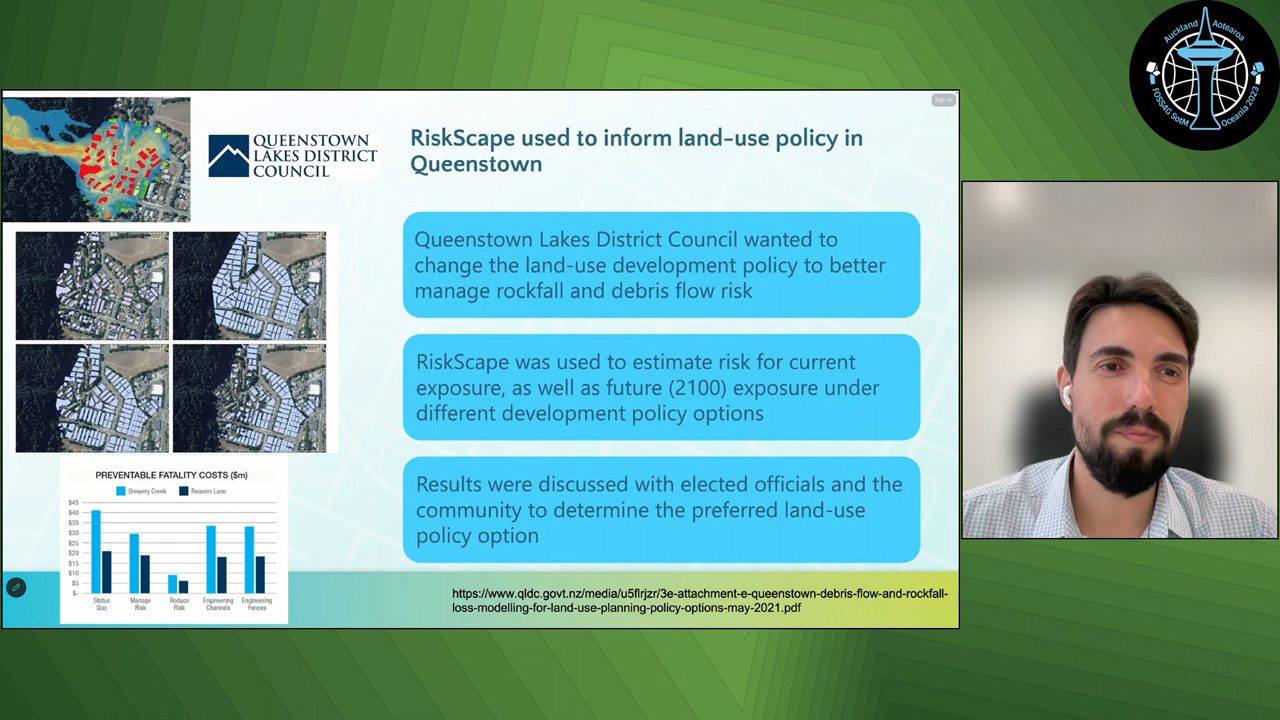 Auckland Aotearoa
FOSS4G SotM Oceania 2023
Sign in
QUEENSTOWN
LAKES DISTRICT
COUNCIL
RiskScape used to inform land-use policy in
Queenstown
Queenstown Lakes District Council wanted to
change the land-use development policy to better
manage rockfall and debris flow risk
RiskScape was used to estimate risk for current
exposure, as well as future (2100) exposure under
different development policy options
Results were discussed with elected officials and the
community to determine the preferred land-use
policy option
PREVENTABLE FATALITY COSTS ($m)
Brewery Creek Reavers Lane
$45
$40
$35
$30
$25
$20
$15
$10
$5
$-
Status
Quo
Manage
Risk
Reduce
Risk
Engineering
Channels
Engineering
Fences
https://www.qldc.govt.nz/media/u5flrjzr/3e-attachment-e-queenstown-debris-flow-and-rockfall-
loss-modelling-for-land-use-planning-policy-options-may-2021.pdf